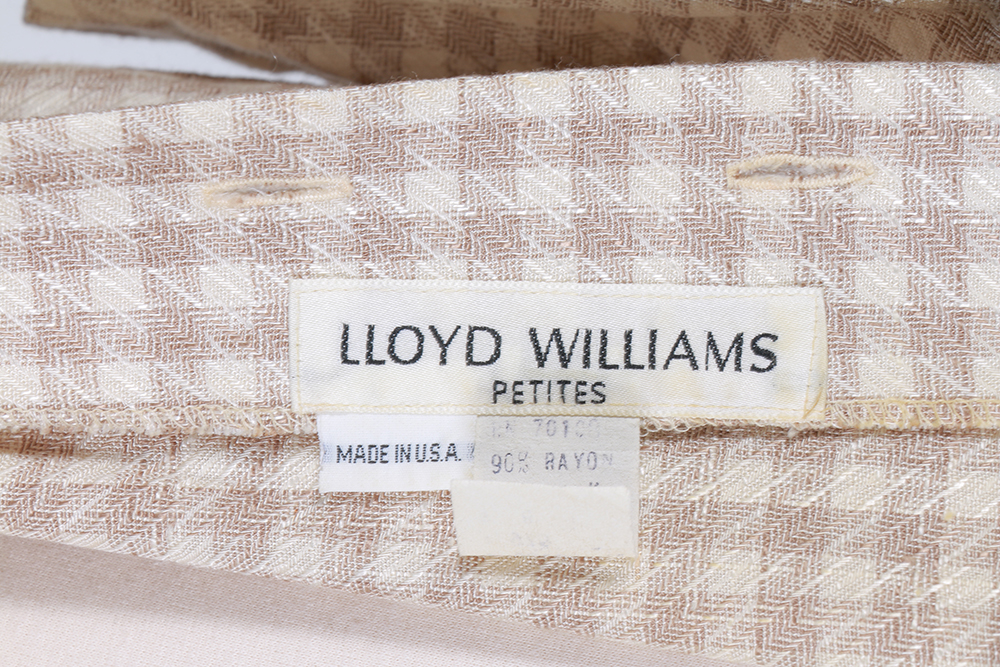 LLOYD WILLIAMS
PETITES
MADE IN U.S.A.
90% RAYON